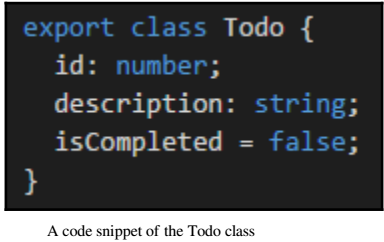 export class Todo {
id: number;
description: string;
isCompleted = false;
}
A code snippet of the Todo class